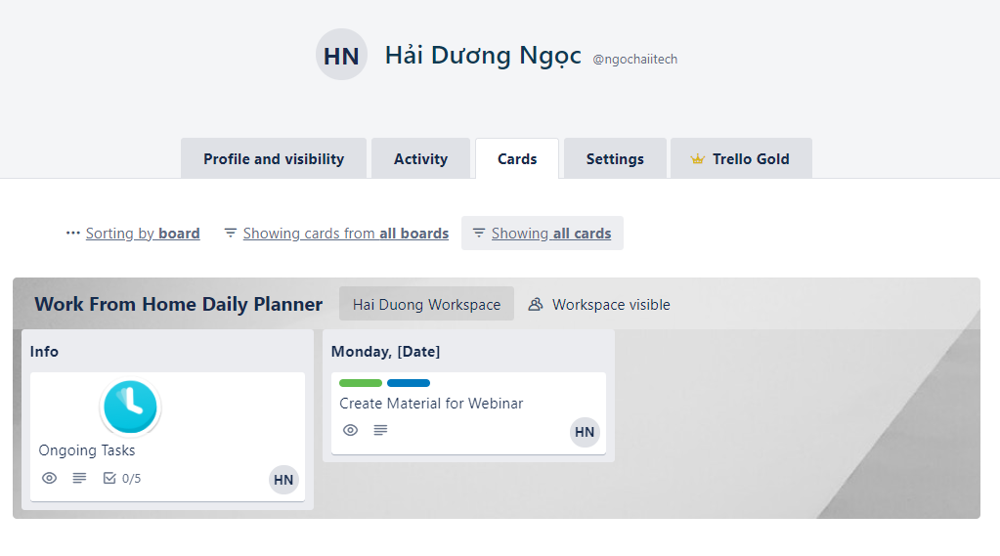 HN Hải Dương Ngọc @ngochaiitech
Profile and visibility Activity Cards Settings Trello Gold
Sorting by board Showing cards from all boards Showing all cards
Work From Home Daily Planner Hai Duong Workspace Workspace visible
Info
Ongoing Tasks
0/5 HN
Monday, [Date]
Create Material for Webinar
HN